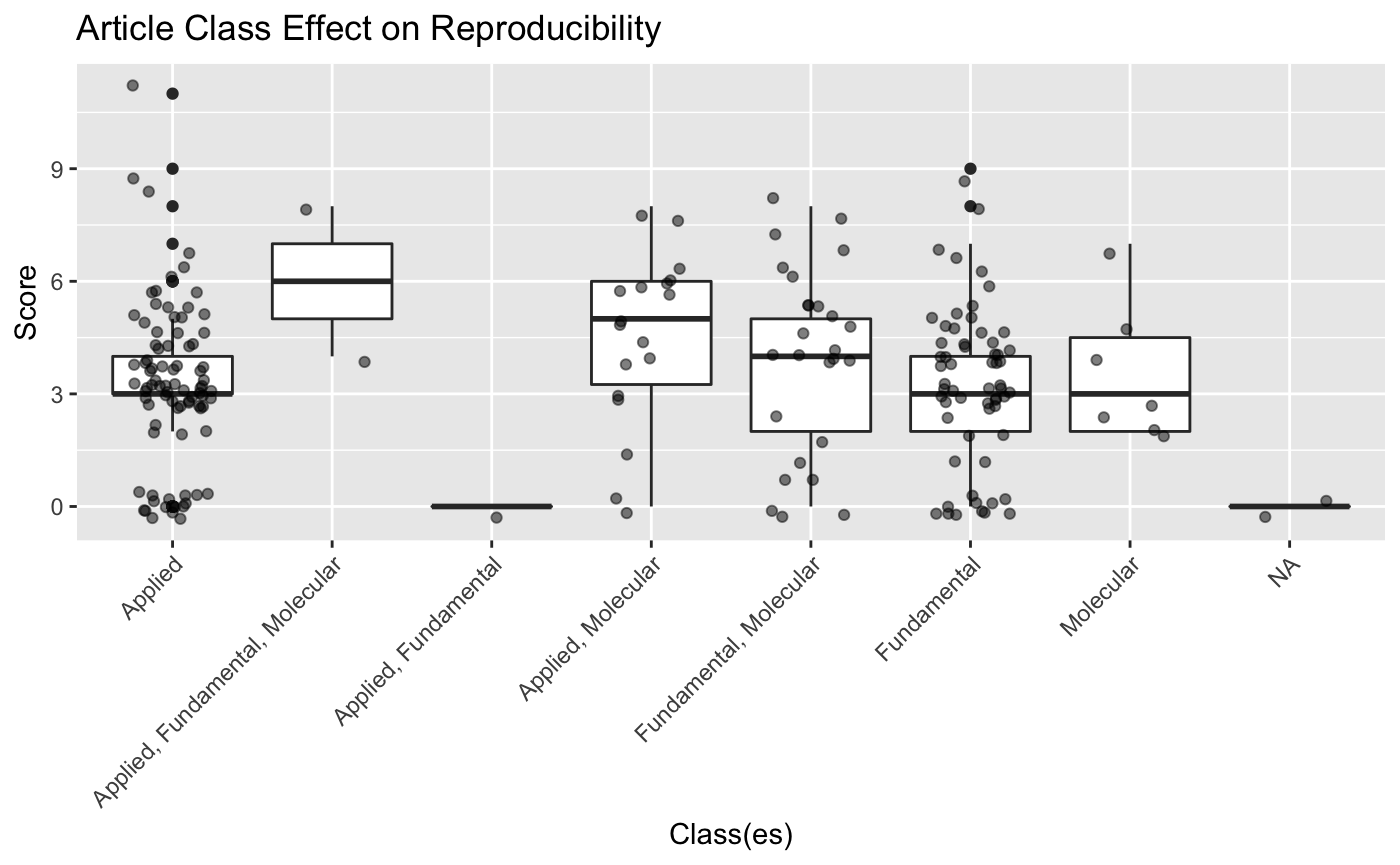 Article Class Effect on Reproducibility
Score
9
6
3
0
Applied
Applied, Fundamental, Molecular
Applied, Fundamental
Applied, Molecular
Fundamental, Molecular
Fundamental
Molecular
NA
Class(es)